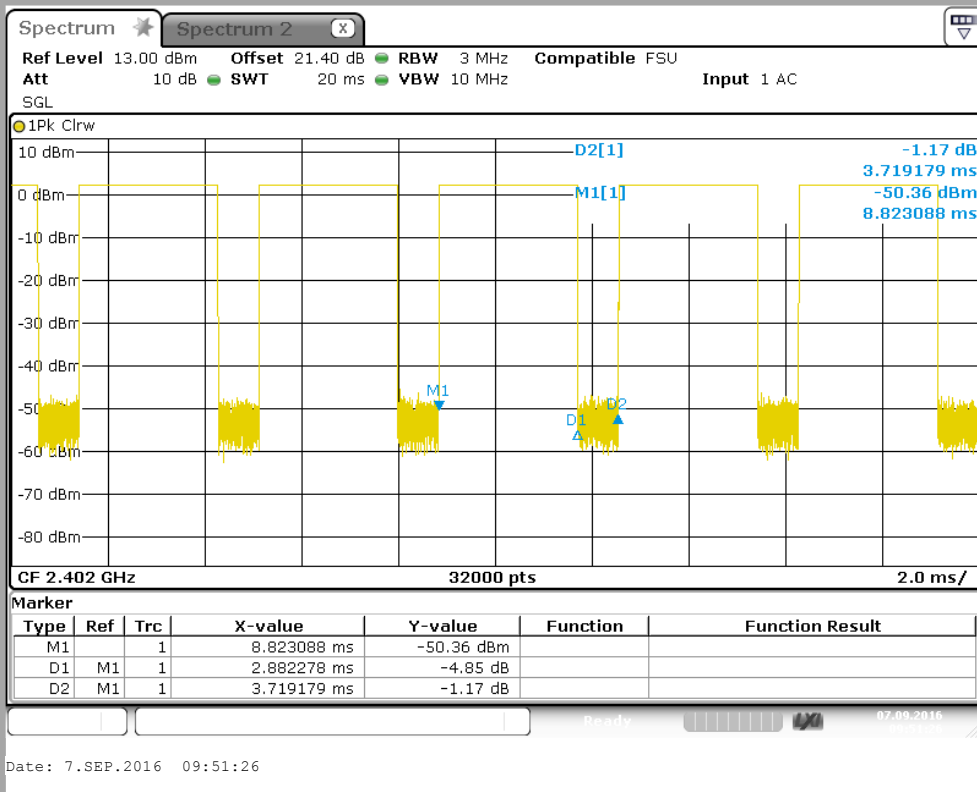 Spectrum Spectrum 2 X
Ref Level 13.00 dBm Offset 21.40 dB RBW 3 MHz Compatible FSU
Att 10 dB SWT 20 ms VBW 10 MHz Input 1 AC
SGL
1Pk Clrw
10 dBm D2[1] -1.17 dB
3.719179 ms
0 dBm M1[1] -50.36 dBm
8.823088 ms
-10 dBm
-20 dBm
-30 dBm
-40 dBm
M1
-50
D2
D1
-60 dBm
-70 dBm
-80 dBm
CF 2.402 GHz 32000 pts 2.0 ms/
Marker
Type Ref Trc X-value Y-value Function Function Result
M1 1 8.823088 ms -50.36 dBm
D1 M1 1 2.882278 ms -4.85 dB
D2 M1 1 3.719179 ms -1.17 dB
Ready LXI 07.09.2016
Date: 7.SEP.2016 09:51:26